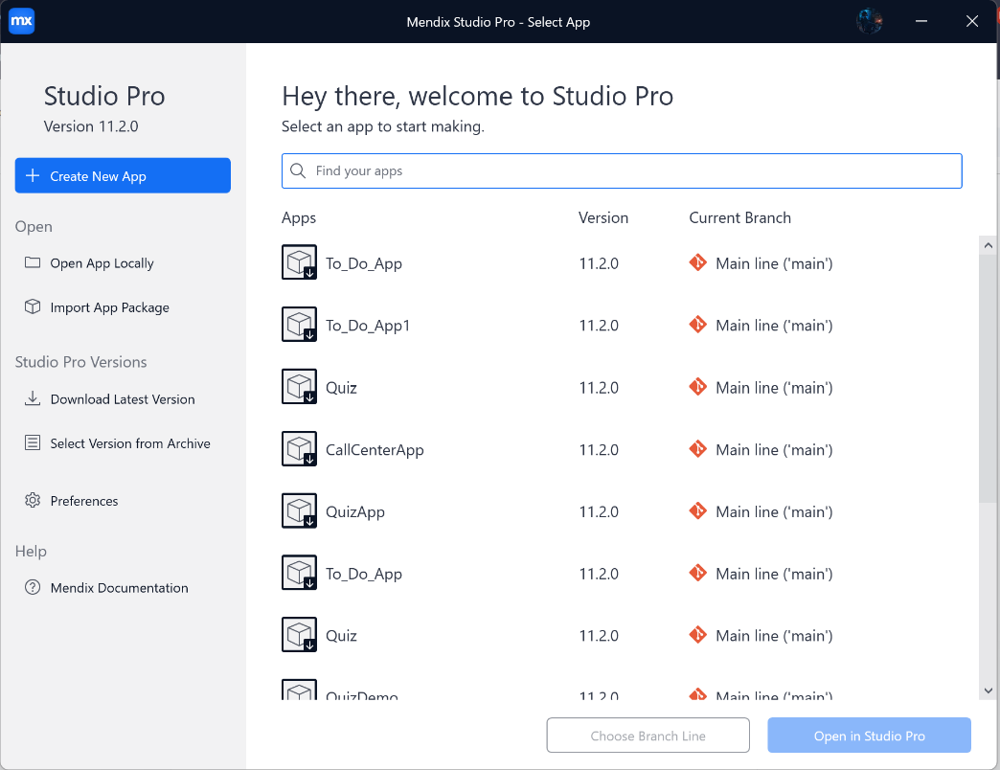 mx
Mendix Studio Pro - Select App
Studio Pro
Version 11.2.0
Create New App
Open
Open App Locally
Import App Package
Studio Pro Versions
Download Latest Version
Select Version from Archive
Preferences
Help
Mendix Documentation
Hey there, welcome to Studio Pro
Select an app to start making.
Find your apps
Apps Version Current Branch
To_Do_App 11.2.0 Main line ('main')
To_Do_App1 11.2.0 Main line ('main')
Quiz 11.2.0 Main line ('main')
CallCenterApp 11.2.0 Main line ('main')
QuizApp 11.2.0 Main line ('main')
To_Do_App 11.2.0 Main line ('main')
Quiz 11.2.0 Main line ('main')
QuizDemo 11.2.0 Main line ('main')
Choose Branch Line
Open in Studio Pro